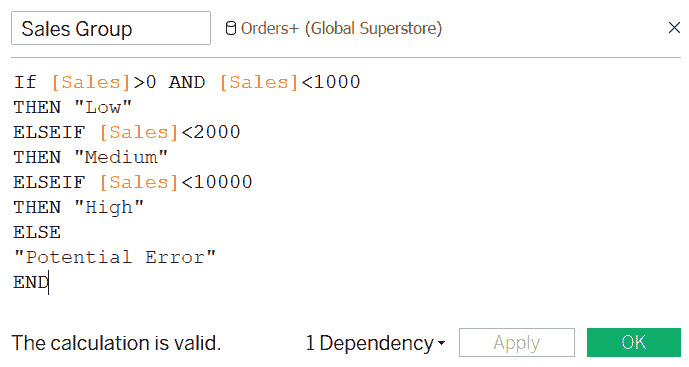 Sales Group Orders+ (Global Superstore)
If [Sales]>0 AND [Sales]<1000
THEN "Low"
ELSEIF [Sales]<2000
THEN "Medium"
ELSEIF [Sales]<10000
THEN "High"
ELSE
"Potential Error"
END
The calculation is valid. 1 Dependency Apply OK